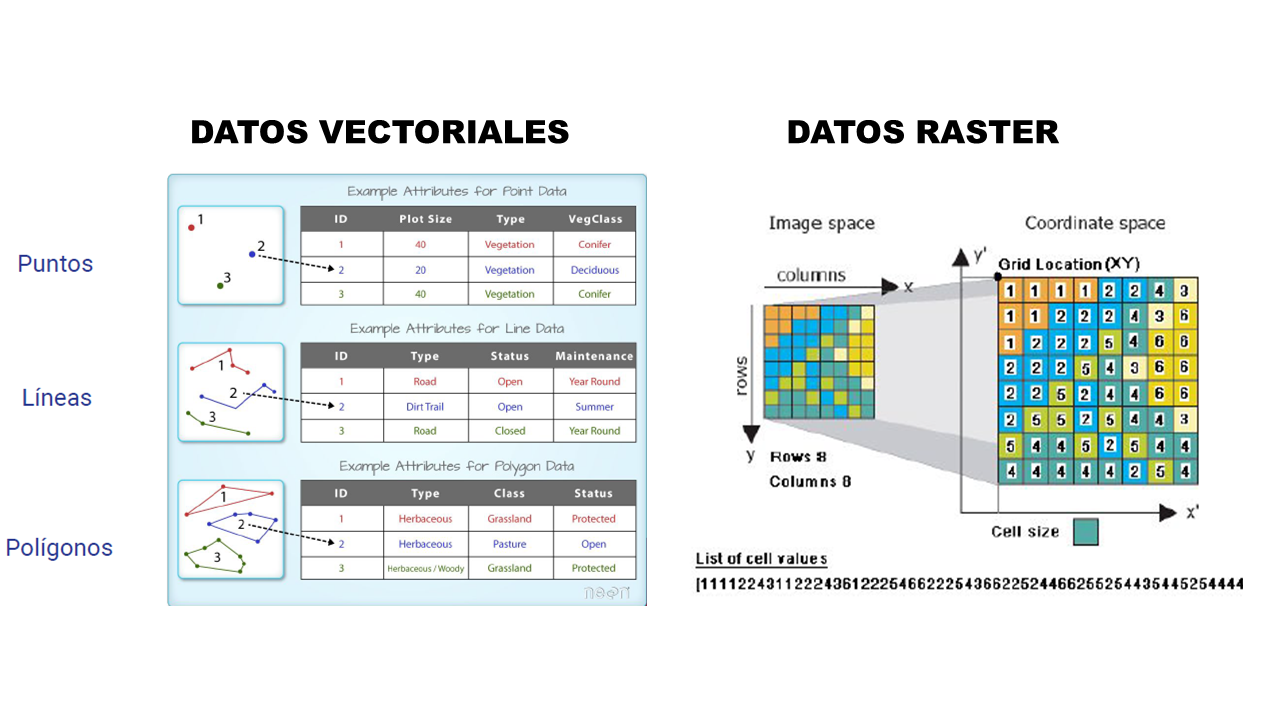 DATOS VECTORIALES
Puntos
Líneas
Polígonos
Example Attributes for Point Data
1
2
3
ID Plot Size Type VegClass
1 40 Vegetation Conifer
2 20 Vegetation Deciduous
3 40 Vegetation Conifer
Example Attributes for Line Data
1
2
3
ID Type Status Maintenance
1 Road Open Year Round
2 Dirt Trail Open Summer
3 Road Closed Year Round
Example Attributes for Polygon Data
1
2
3
ID Type Class Status
1 Herbaceous Grassland Protected
2 Herbaceous Pasture Open
3 Herbaceous / Woody Grassland Protected
neon
DATOS RASTER
Image space
columns
x
rows
y
Rows 8
Columns 8
Coordinate space
y'
Grid Location (XY)
1 1 1 1 2 2 4 3
1 1 2 2 2 4 3 6
1 2 2 2 5 4 6 6
2 2 2 5 4 3 6 6
2 2 5 2 4 4 6 6
2 5 5 2 5 4 4 3
5 4 4 5 2 5 4 4
4 4 4 4 4 2 5 4
x'
Cell size
List of cell values